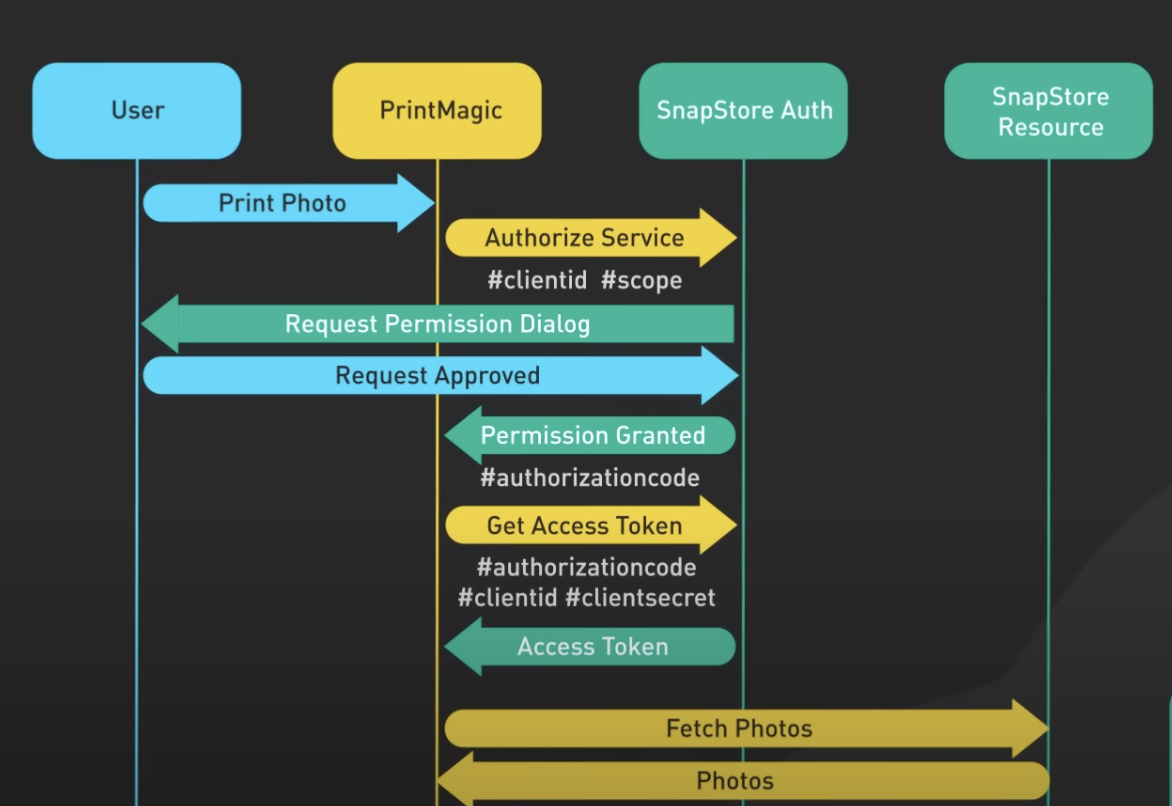 User
PrintMagic
SnapStore Auth
SnapStore
Resource
Print Photo
Authorize Service
#clientid #scope
Request Permission Dialog
Request Approved
Permission Granted
#authorizationcode
Get Access Token
#authorizationcode
#clientid #clientsecret
Access Token
Fetch Photos
Photos